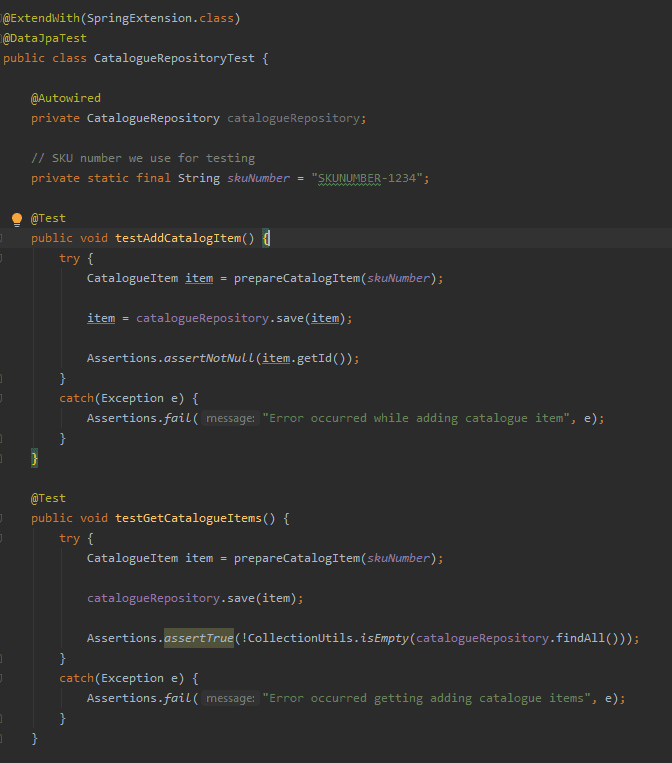 @ExtendWith(SpringExtension.class)
@DataJpaTest
public class CatalogueRepositoryTest {
@Autowired
private CatalogueRepository catalogueRepository;
// SKU number we use for testing
private static final String skuNumber = "SKUNUMBER-1234";
@Test
public void testAddCatalogItem() {
try {
CatalogueItem item = prepareCatalogItem(skuNumber);
item = catalogueRepository.save(item);
Assertions.assertNotNull(item.getId());
}
catch(Exception e) {
Assertions.fail( message: "Error occurred while adding catalogue item", e);
}
}
@Test
public void testGetCatalogueItems() {
try {
CatalogueItem item = prepareCatalogItem(skuNumber);
catalogueRepository.save(item);
Assertions.assertTrue(!CollectionUtils.isEmpty(catalogueRepository.findAll()));
}
catch(Exception e) {
Assertions.fail( message: "Error occurred getting adding catalogue items", e);
}
}